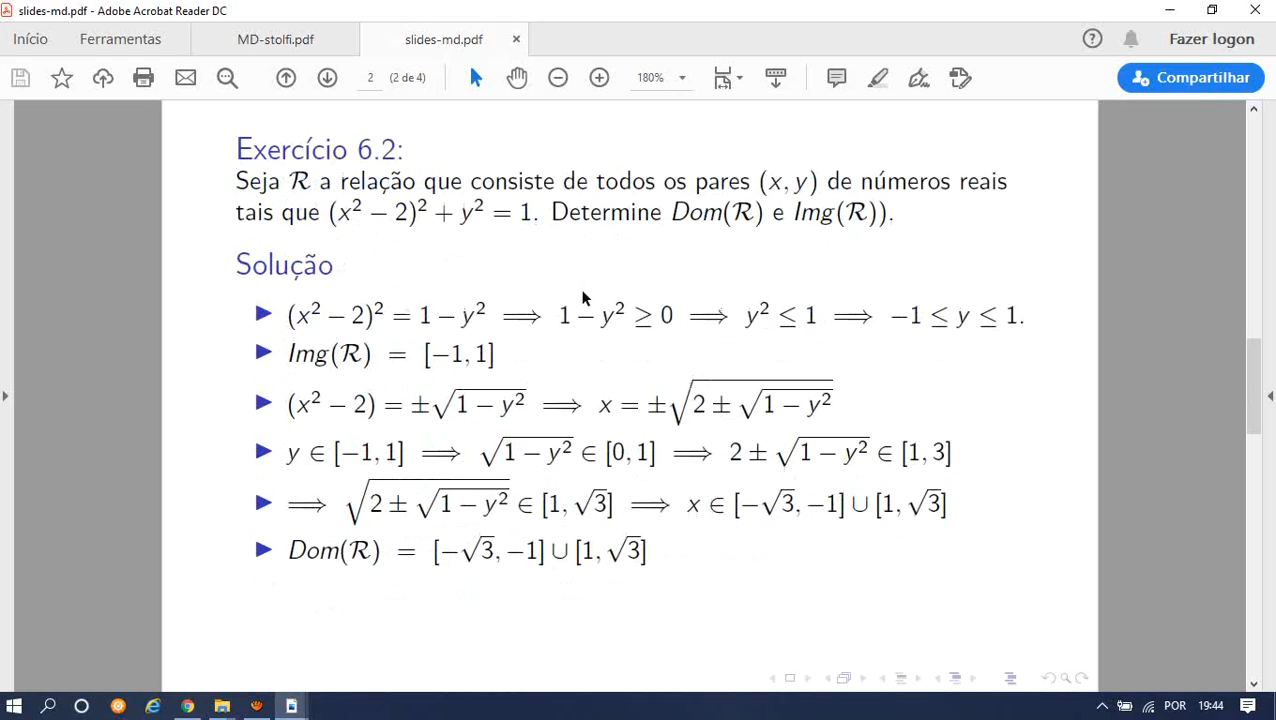 slides-md.pdf - Adobe Acrobat Reader DC
Início Ferramentas MD-stolfi.pdf slides-md.pdf × Fazer logon
2 (2 de 4) 180% Compartilhar
Exercício 6.2:
Seja ℛ a relação que consiste de todos os pares (x, y) de números reais
tais que (x² − 2)² + y² = 1. Determine Dom(ℛ) e Img(ℛ)).
Solução
▶ (x² − 2)² = 1 − y² ⟹ 1 − y² ≥ 0 ⟹ y² ≤ 1 ⟹ −1 ≤ y ≤ 1.
▶ Img(ℛ) = [−1, 1]
▶ (x² − 2) = ±√(1 − y²) ⟹ x = ±√(2 ± √(1 − y²))
▶ y ∈ [−1, 1] ⟹ √(1 − y²) ∈ [0, 1] ⟹ 2 ± √(1 − y²) ∈ [1, 3]
▶ ⟹ √(2 ± √(1 − y²)) ∈ [1, √3] ⟹ x ∈ [−√3, −1] ∪ [1, √3]
▶ Dom(ℛ) = [−√3, −1] ∪ [1, √3]
POR 19:44